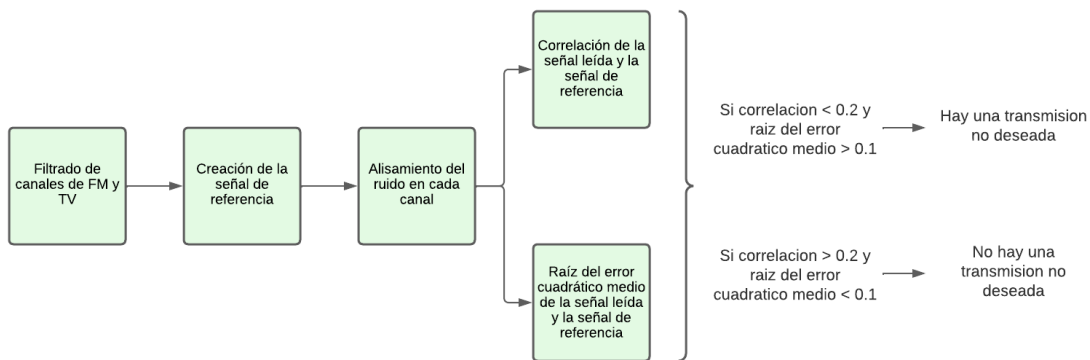 Filtrado de
canales de FM y
TV
Creación de la
señal de
referencia
Alisamiento del
ruido en cada
canal
Correlación de la
señal leída y la
señal de
referencia
Raíz del error
cuadrático medio
de la señal leída
y la señal de
referencia
Si correlacion < 0.2 y
raiz del error
cuadratico medio > 0.1
Hay una transmision
no deseada
Si correlacion > 0.2 y
raiz del error
cuadratico medio < 0.1
No hay una
transmision no
deseada